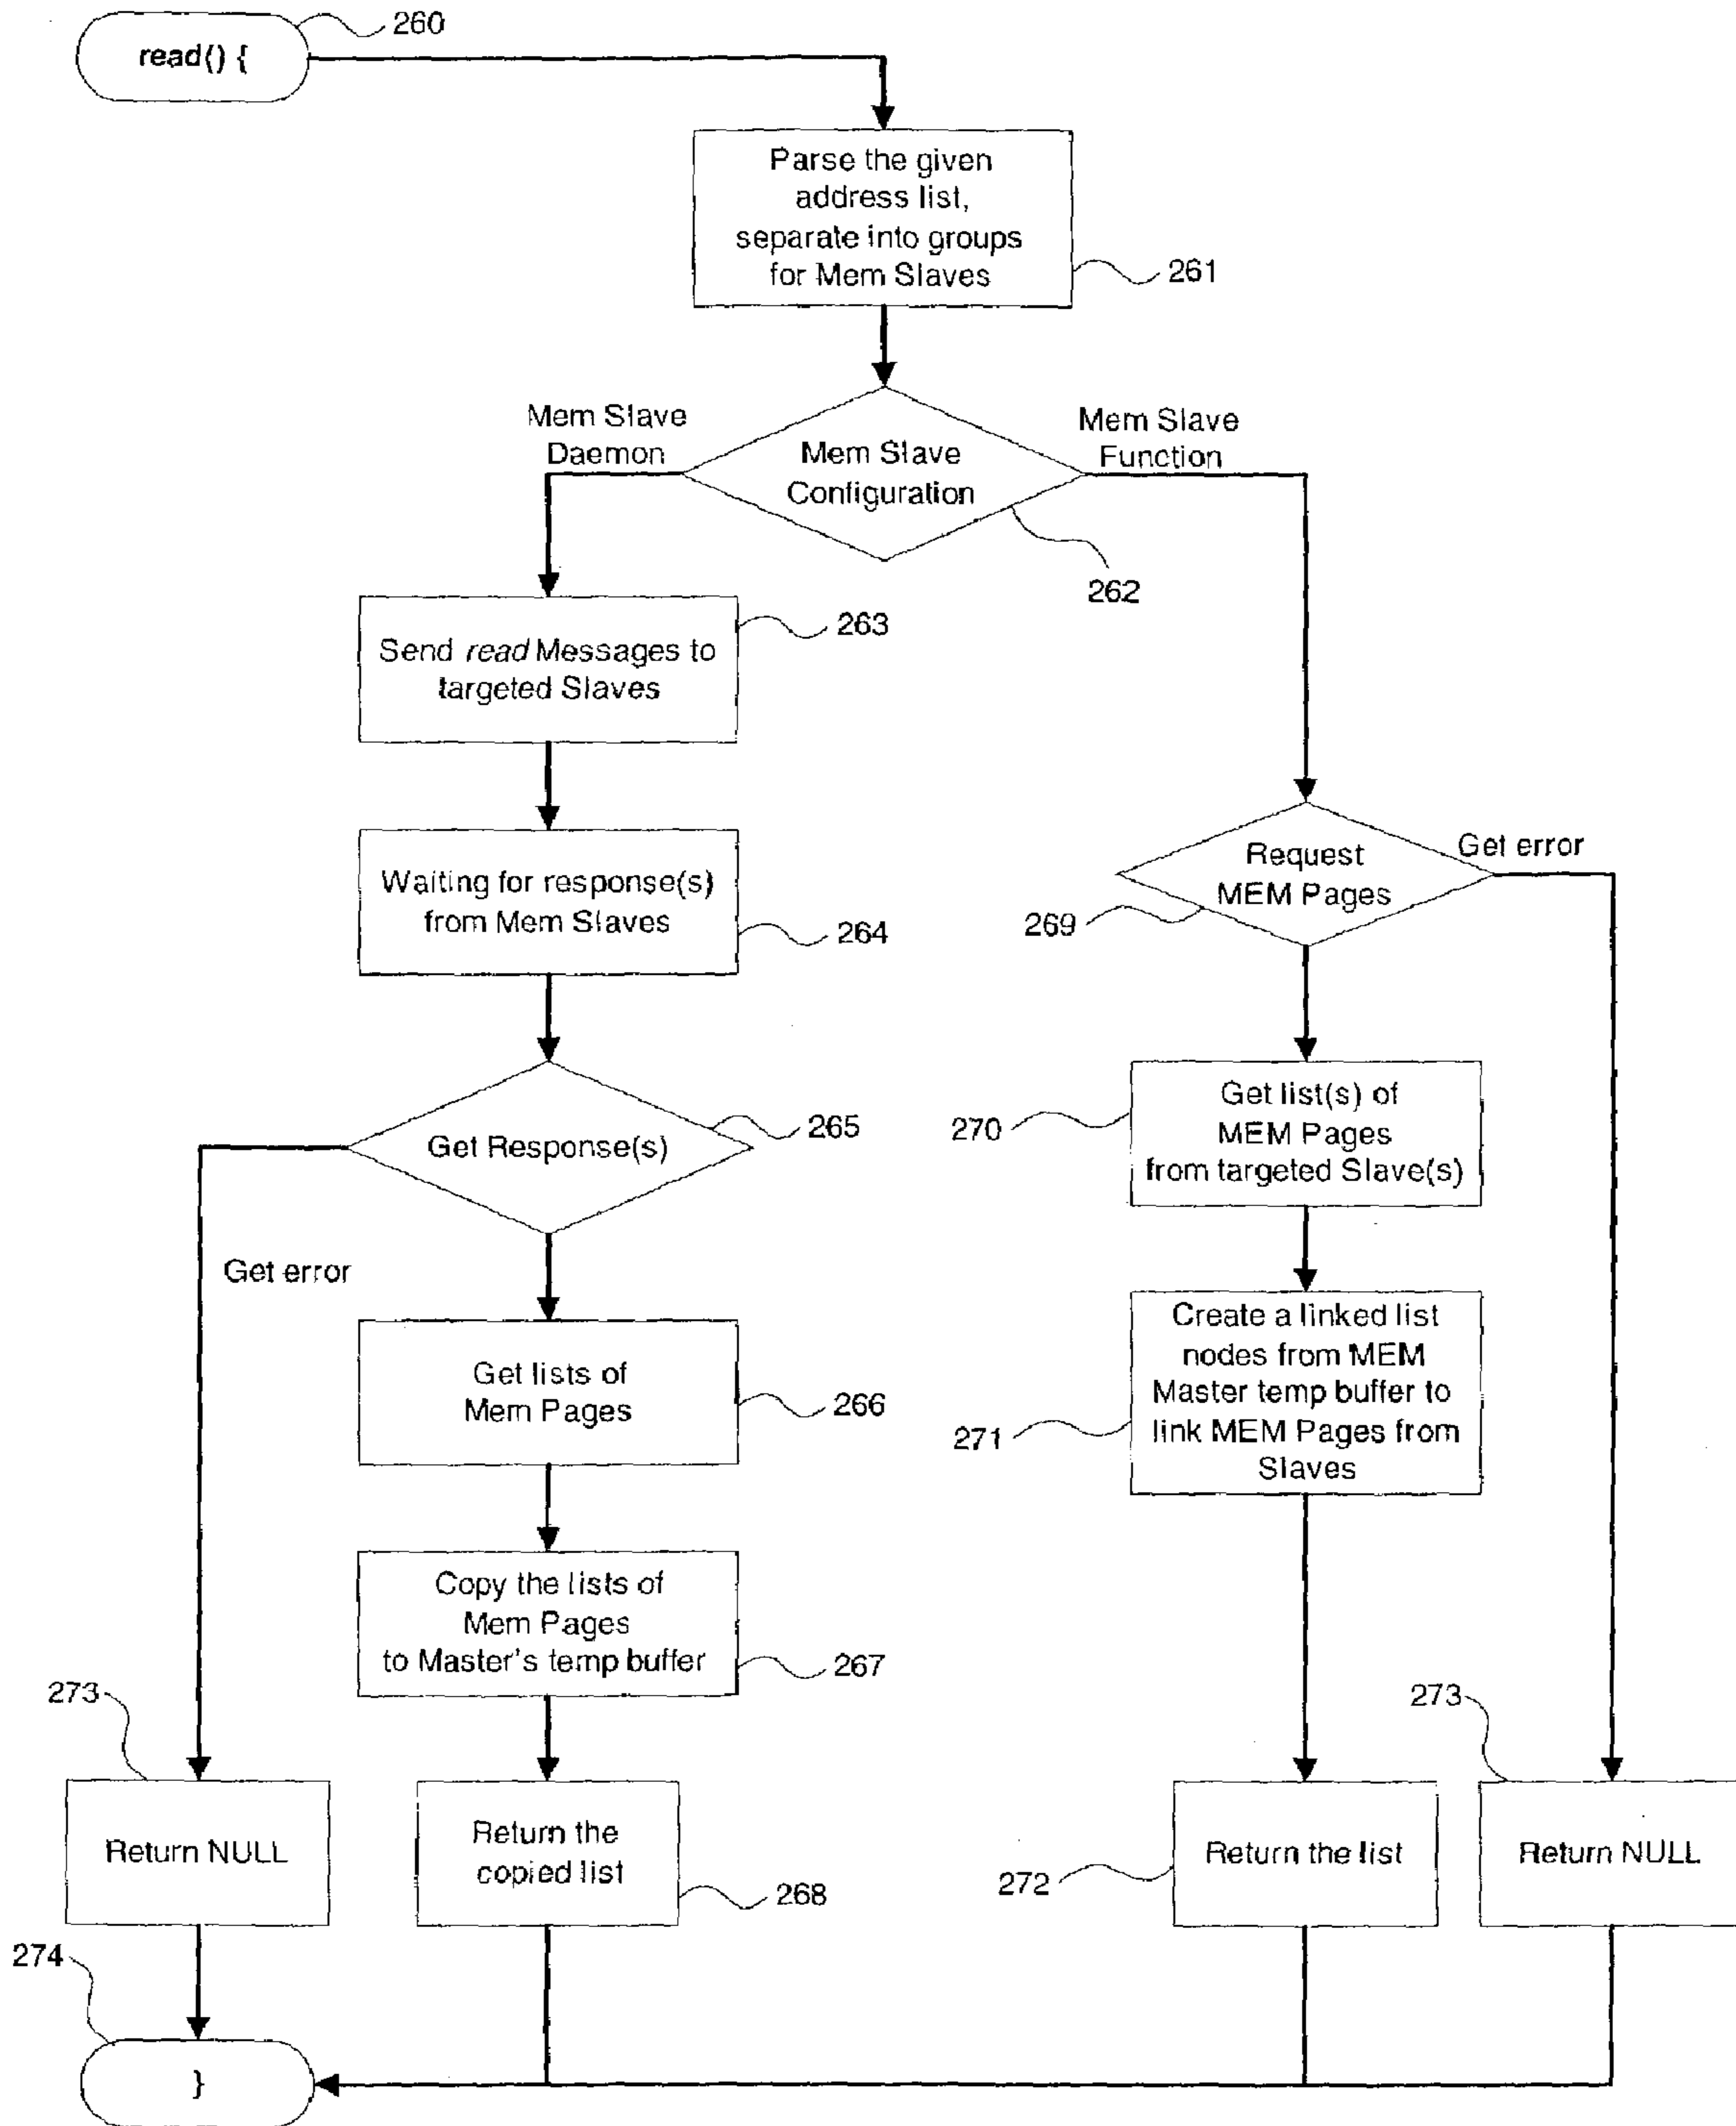 260
read() {
Parse the given
address list,
separate into groups
for Mem Slaves
261
Mem Slave
Daemon
Mem Slave
Configuration
Mem Slave
Function
262
Send read Messages to
targeted Slaves
263
Waiting for response(s)
from Mem Slaves
264
Request
MEM Pages
Get error
269
Get Response(s)
265
Get error
270
Get list(s) of
MEM Pages
from targeted Slave(s)
Get lists of
Mem Pages
266
271
Create a linked list
nodes from MEM
Master temp buffer to
link MEM Pages from
Slaves
Copy the lists of
Mem Pages
to Master's temp buffer
267
273
Return NULL
Return the
copied list
268
272
Return the list
273
Return NULL
274
}